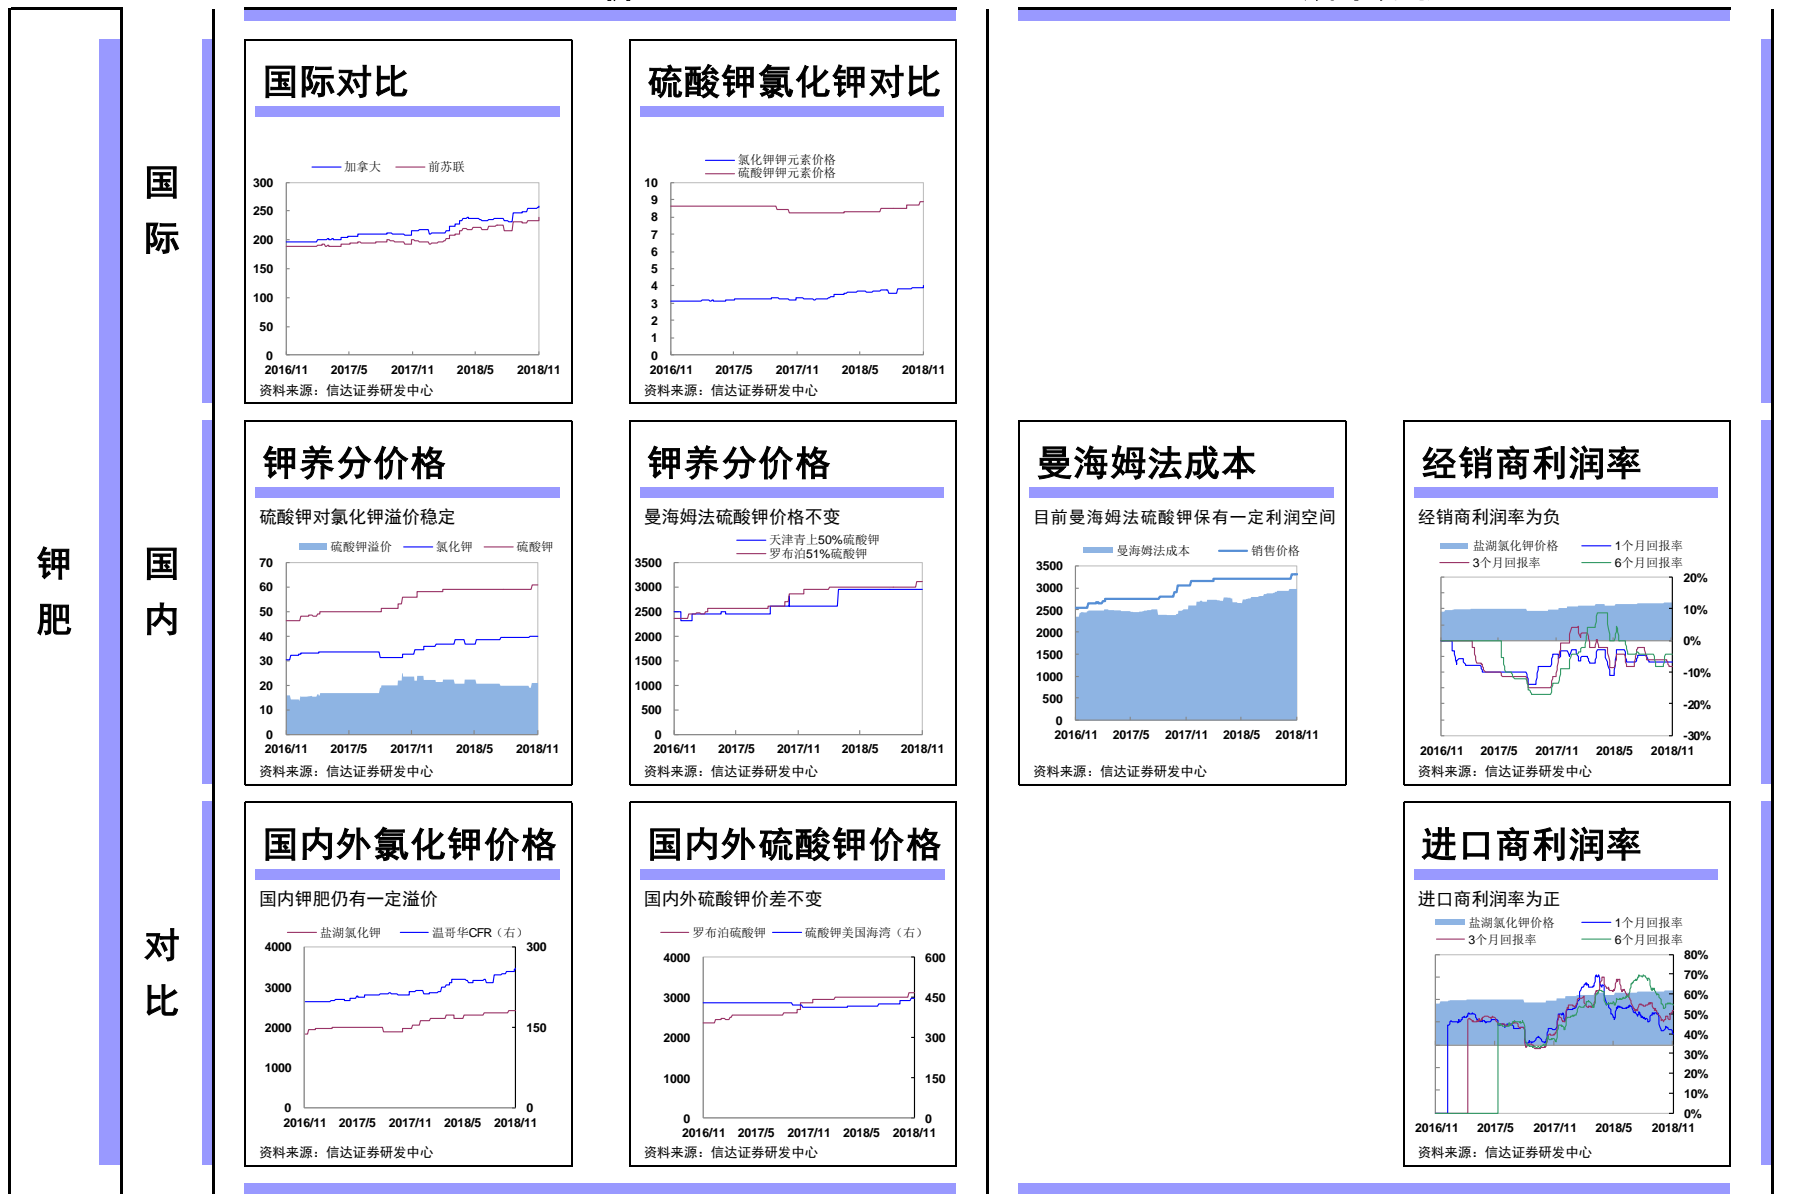 钾
肥
国
际
国际对比
加拿大
前苏联
300
250
200
150
100
50
0
2016/11 2017/5 2017/11 2018/5 2018/11
资料来源：信达证券研发中心
硫酸钾氯化钾对比
氯化钾钾元素价格
硫酸钾钾元素价格
10
9
8
7
6
5
4
3
2
1
0
2016/11 2017/5 2017/11 2018/5 2018/11
资料来源：信达证券研发中心
国
内
钾养分价格
硫酸钾对氯化钾溢价稳定
硫酸钾溢价 氯化钾 硫酸钾
70
60
50
40
30
20
10
0
2016/11 2017/5 2017/11 2018/5 2018/11
资料来源：信达证券研发中心
钾养分价格
曼海姆法硫酸钾价格不变
天津青上50%硫酸钾
罗布泊51%硫酸钾
3500
3000
2500
2000
1500
1000
500
0
2016/11 2017/5 2017/11 2018/5 2018/11
资料来源：信达证券研发中心
曼海姆法成本
目前曼海姆法硫酸钾保有一定利润空间
曼海姆法成本 销售价格
3500
3000
2500
2000
1500
1000
500
0
2016/11 2017/5 2017/11 2018/5 2018/11
资料来源：信达证券研发中心
经销商利润率
经销商利润率为负
盐湖氯化钾价格 1个月回报率
3个月回报率 6个月回报率
20%
10%
0%
-10%
-20%
-30%
2016/11 2017/5 2017/11 2018/5 2018/11
资料来源：信达证券研发中心
对
比
国内外氯化钾价格
国内钾肥仍有一定溢价
盐湖氯化钾 温哥华CFR（右）
4000
3000
2000
1000
0
300
150
0
2016/11 2017/5 2017/11 2018/5 2018/11
资料来源：信达证券研发中心
国内外硫酸钾价格
国内外硫酸钾价差不变
罗布泊硫酸钾 硫酸钾美国海湾（右）
4000
3000
2000
1000
0
600
450
300
150
0
2016/11 2017/5 2017/11 2018/5 2018/11
资料来源：信达证券研发中心
进口商利润率
进口商利润率为正
盐湖氯化钾价格 1个月回报率
3个月回报率 6个月回报率
80%
70%
60%
50%
40%
30%
20%
10%
0%
2016/11 2017/5 2017/11 2018/5 2018/11
资料来源：信达证券研发中心